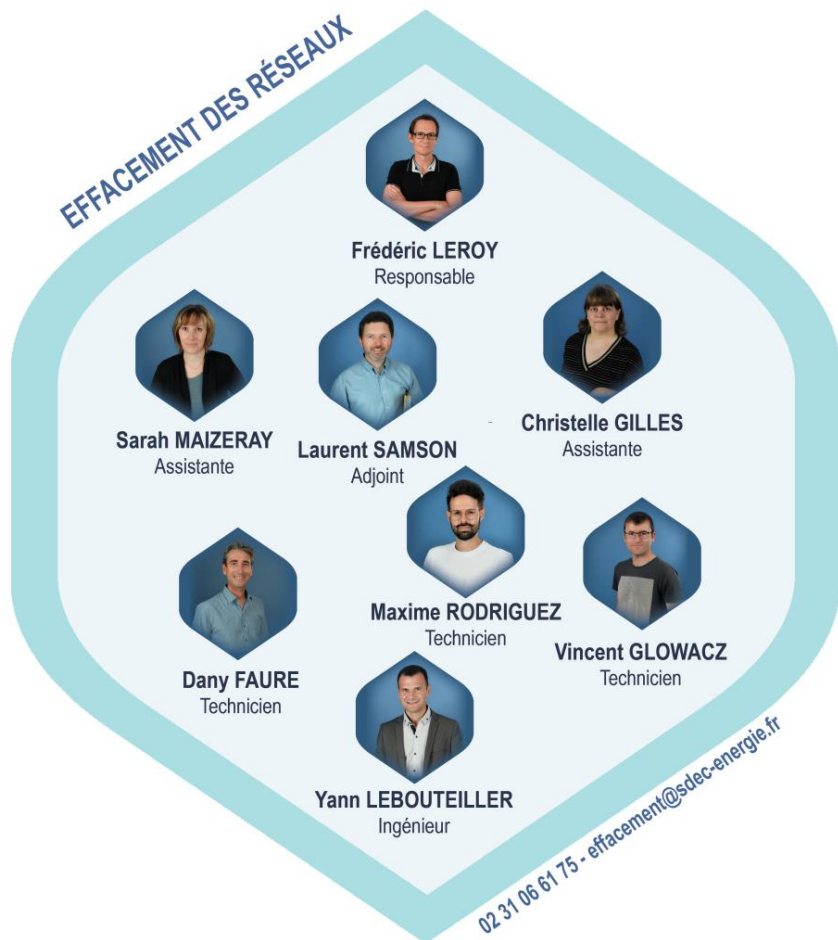 EFFACEMENT DES RÉSEAUX
Frédéric LEROY
Responsable
Sarah MAIZERAY
Assistante
Laurent SAMSON
Adjoint
Christelle GILLES
Assistante
Maxime RODRIGUEZ
Technicien
Vincent GLOWACZ
Technicien
Dany FAURE
Technicien
Yann LEBOUTEILLER
Ingénieur
02 31 06 61 75 - effacement@sdec-energie.fr